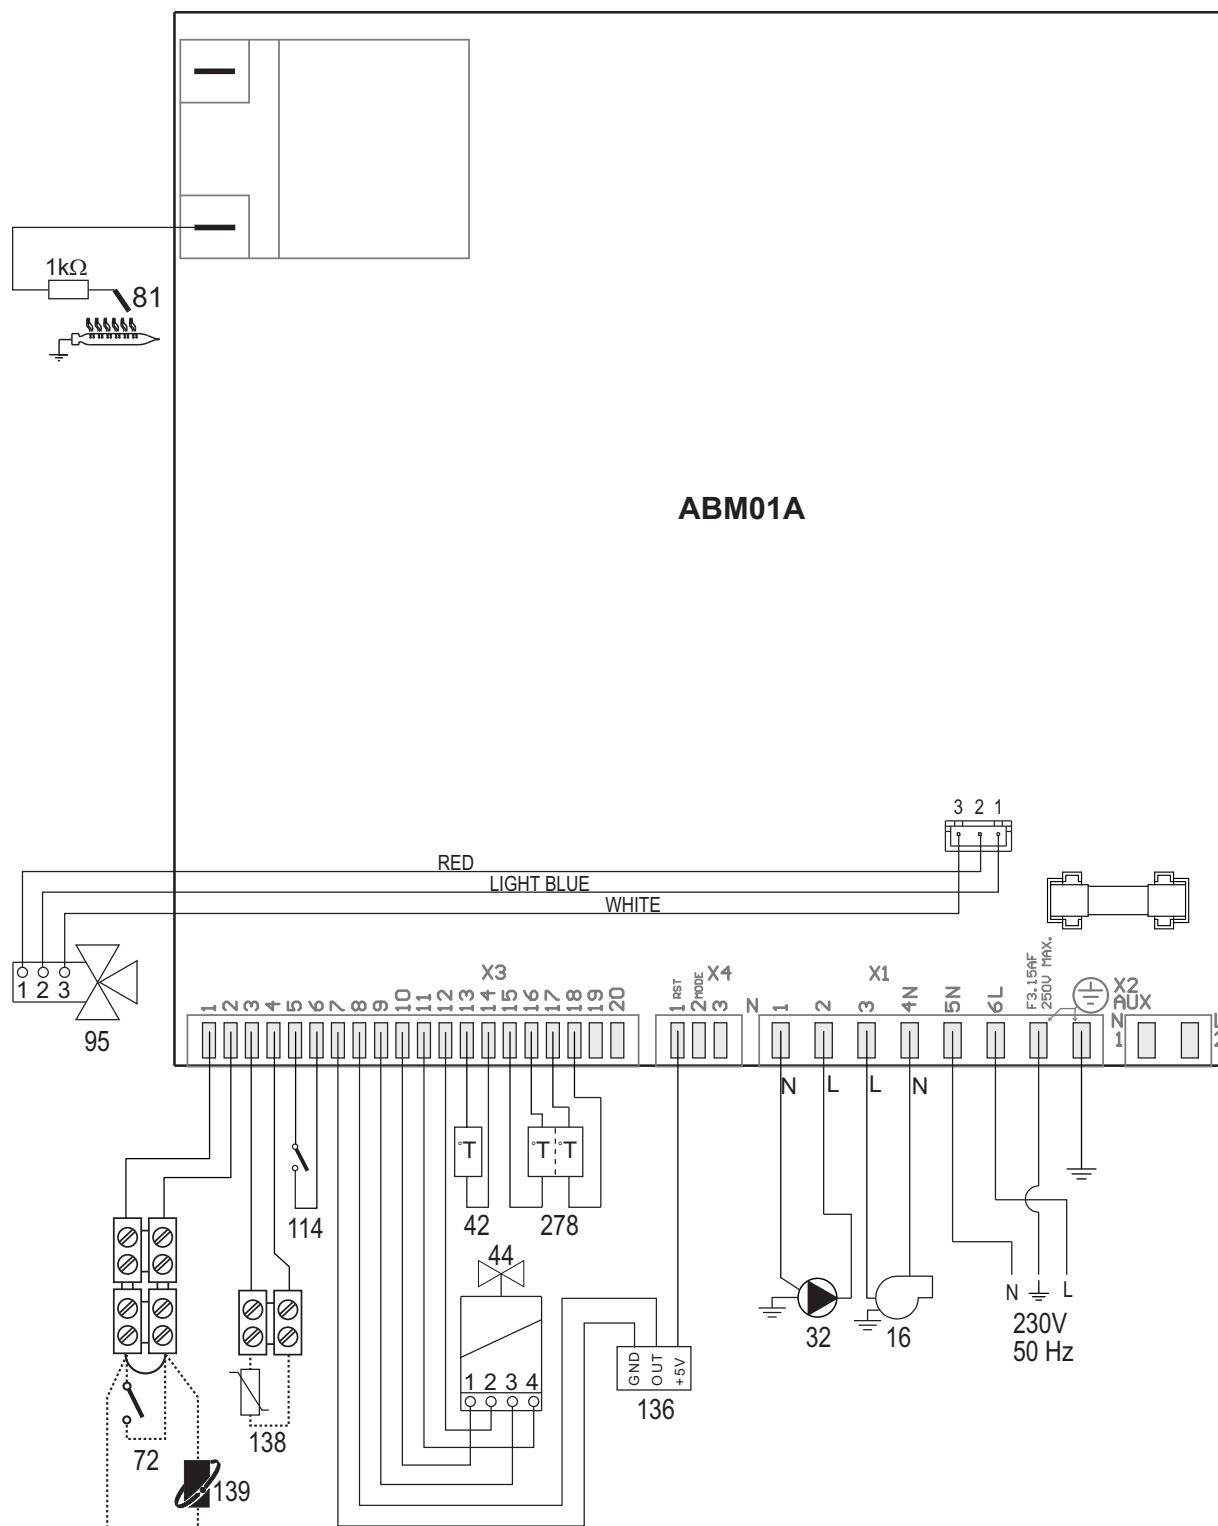 1kΩ
81
ABM01A
3 2 1
RED
LIGHT BLUE
WHITE
1 2 3
95
X3
1 2 3 4 5 6 7 8 9 10 11 12 13 14 15 16 17 18 19 20
X4
1 RST
2 MODE
3
X1
N 1 2 3 4N 5N 6L
F3.15AF
250V MAX.
X2
AUX
N L
1 2
N L L N
°T
°T °T
114
42
278
44
1 2 3 4
GND OUT +5V
136
32
16
N L
230V
50 Hz
72
138
139